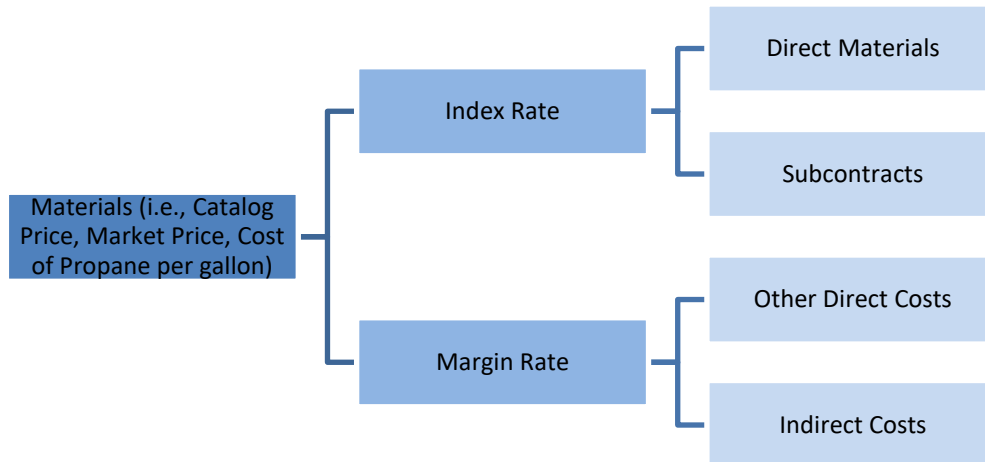 Direct Materials
Index Rate
Subcontracts
Materials (i.e., Catalog
Price, Market Price, Cost
of Propane per gallon)
Other Direct Costs
Margin Rate
Indirect Costs